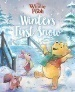 Winnie
the Pooh
Winter's
First Snow